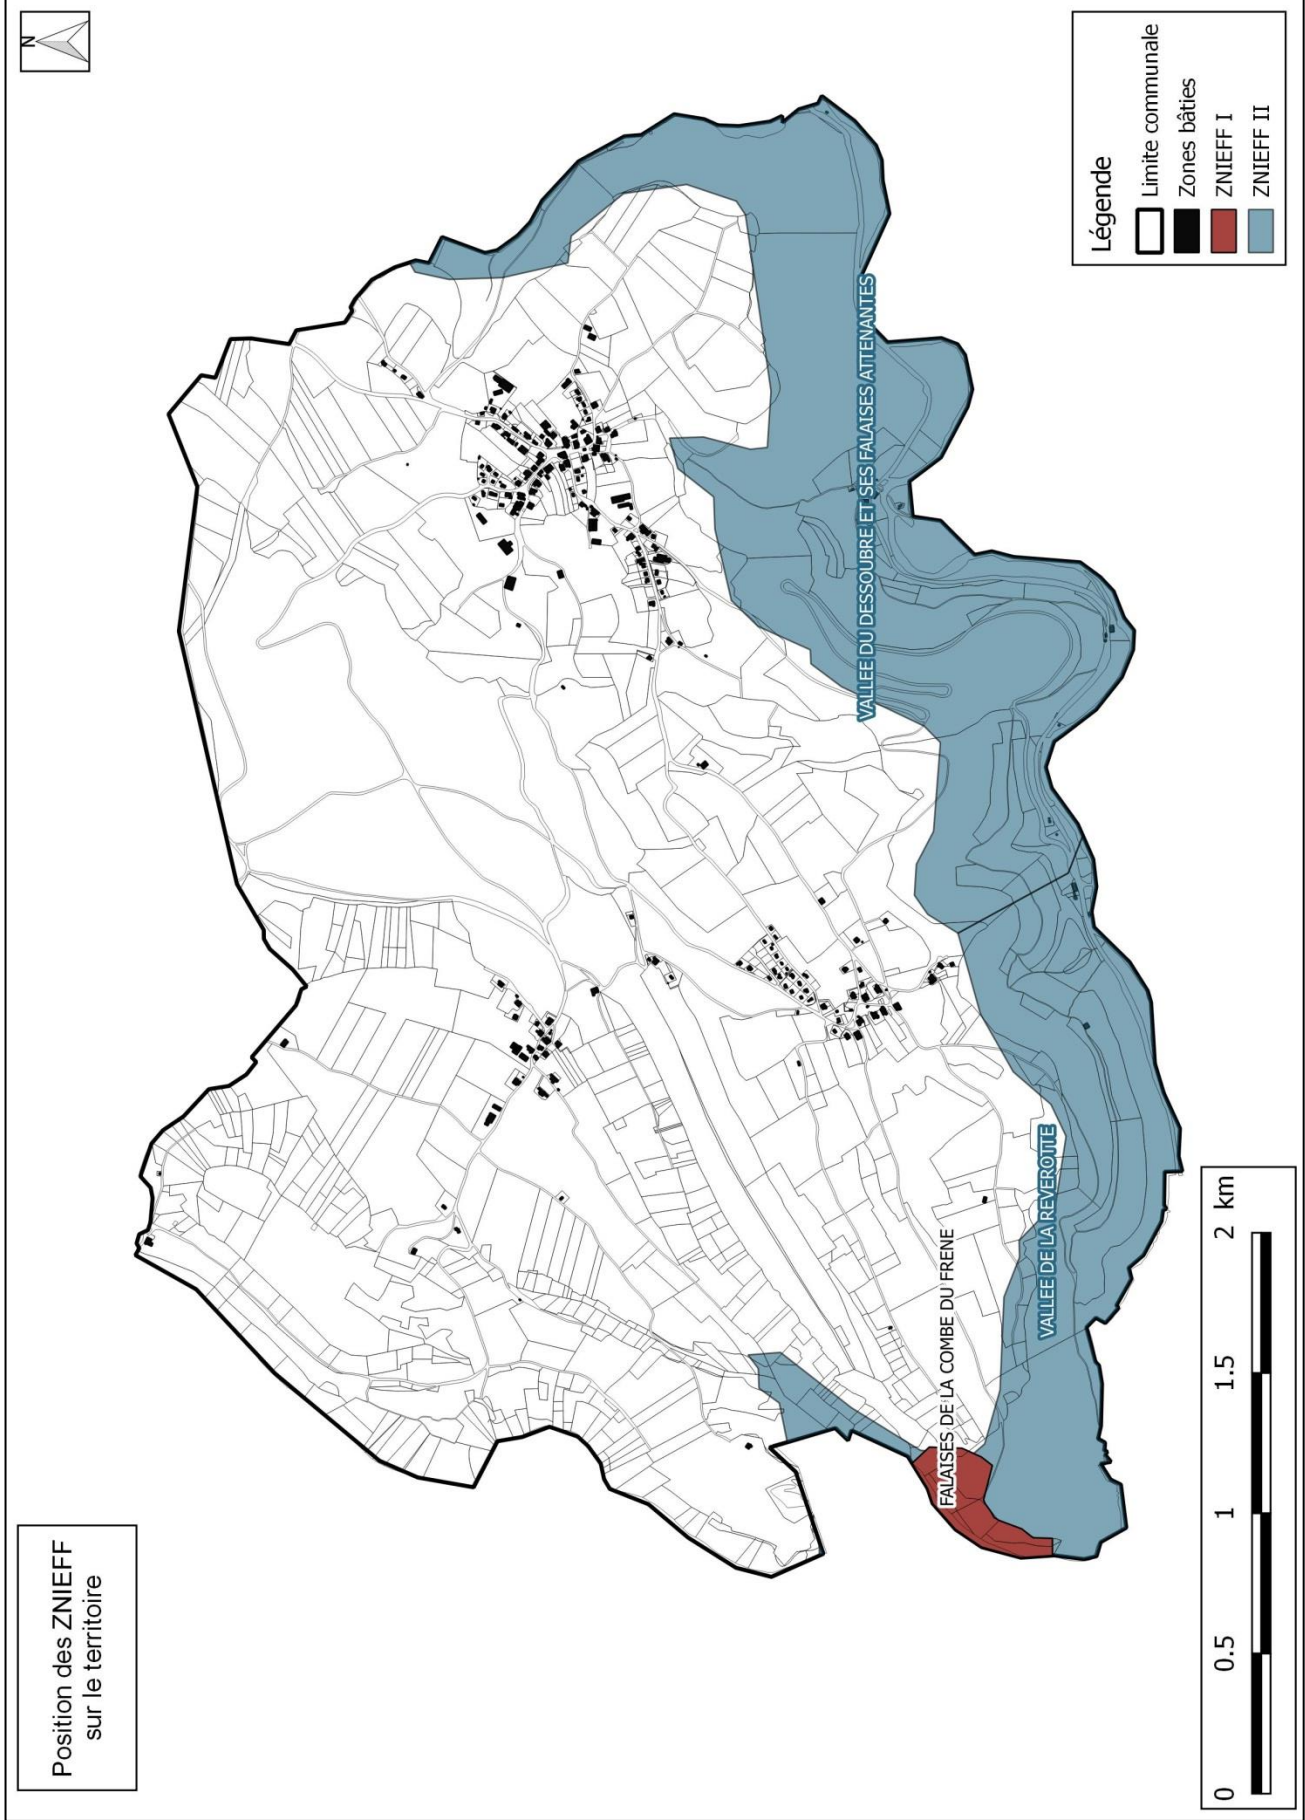 Position des ZNIEFF
sur le territoire
N
VALLEE DU DESSOUBRE ET SES FALAISES ATTENANTES
FALAISES DE LA COMBE DU FRENE
VALLEE DE LA REVEROTTE
0 0.5 1 1.5 2 km
Légende
Limite communale
Zones bâties
ZNIEFF I
ZNIEFF II